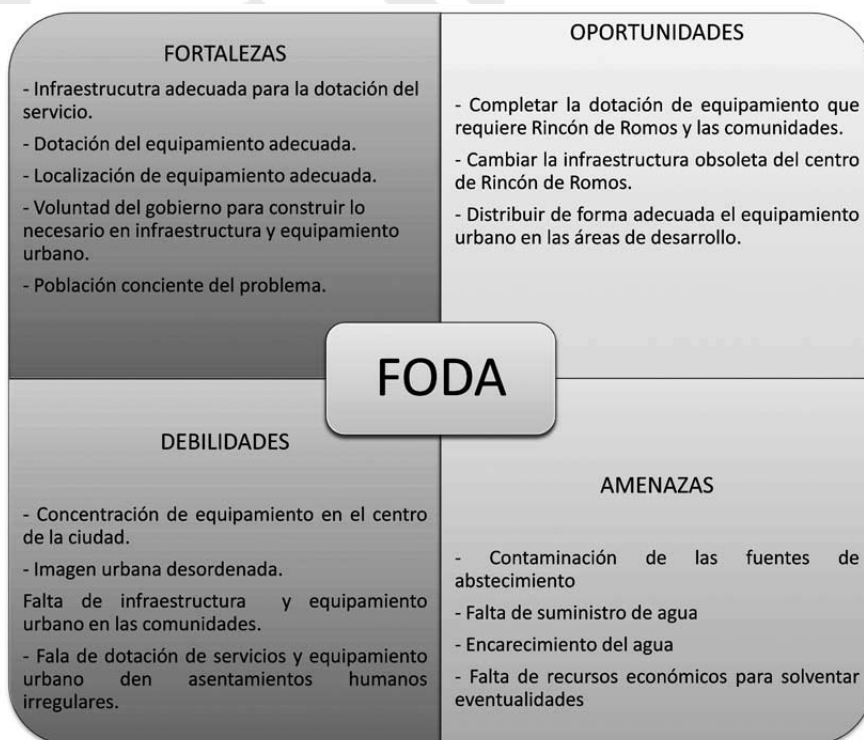 FORTALEZAS
- Infraestrucutra adecuada para la dotación del
servicio.
- Dotación del equipamiento adecuada.
- Localización de equipamiento adecuada.
- Voluntad del gobierno para construir lo
necesario en infraestructura y equipamiento
urbano.
- Población conciente del problema.
OPORTUNIDADES
- Completar la dotación de equipamiento que
requiere Rincón de Romos y las comunidades.
- Cambiar la infraestructura obsoleta del centro
de Rincón de Romos.
- Distribuir de forma adecuada el equipamiento
urbano en las áreas de desarrollo.
FODA
DEBILIDADES
- Concentración de equipamiento en el centro
de la ciudad.
- Imagen urbana desordenada.
Falta de infraestructura y equipamiento
urbano en las comunidades.
- Fala de dotación de servicios y equipamiento
urbano den asentamientos humanos
irregulares.
AMENAZAS
- Contaminación de las fuentes de
abastecimiento
- Falta de suministro de agua
- Encarecimiento del agua
- Falta de recursos económicos para solventar
eventualidades